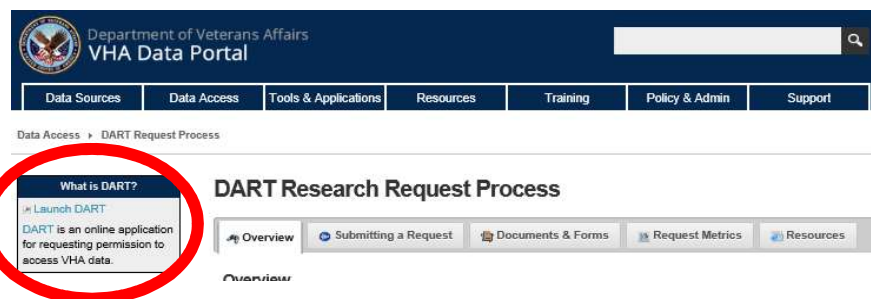 Department of Veterans Affairs
VHA Data Portal
Data Sources
Data Access
Tools & Applications
Resources
Training
Policy & Admin
Support
Data Access ▸ DART Request Process
What is DART?
Launch DART
DART is an online application
for requesting permission to
access VHA data.
DART Research Request Process
Overview
Submitting a Request
Documents & Forms
Request Metrics
Resources
Overview